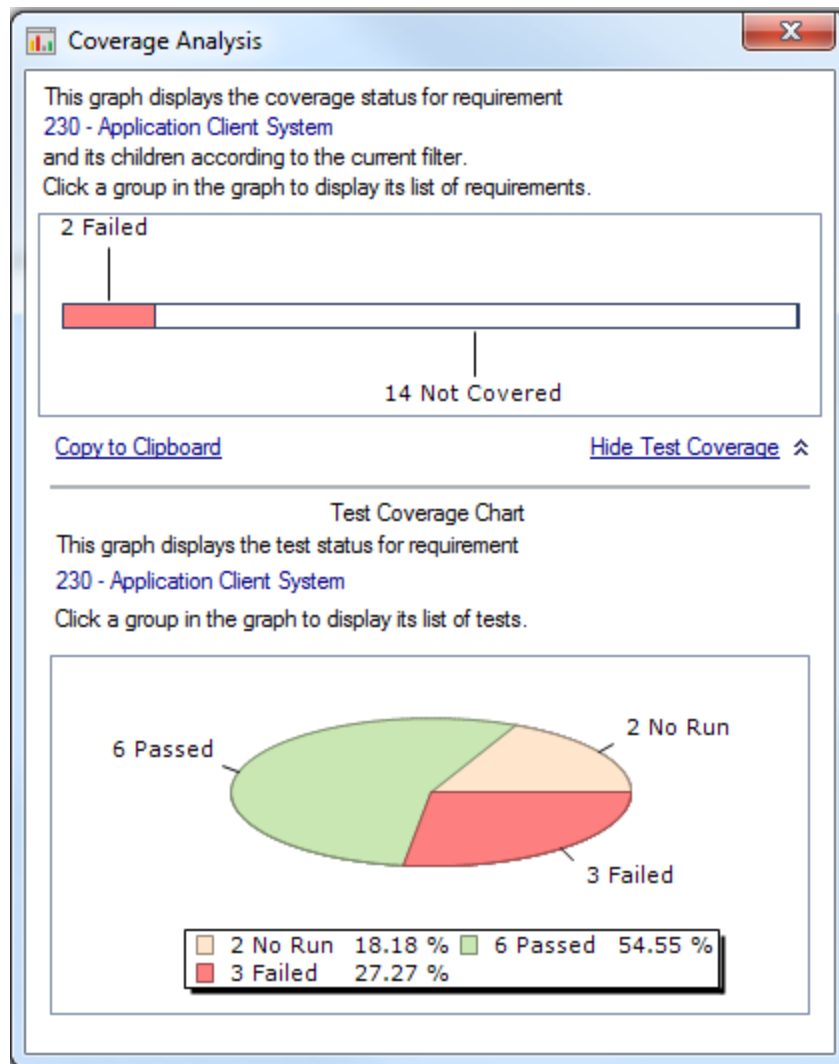 Coverage Analysis
This graph displays the coverage status for requirement
230 - Application Client System
and its children according to the current filter.
Click a group in the graph to display its list of requirements.
2 Failed
14 Not Covered
Copy to Clipboard Hide Test Coverage
Test Coverage Chart
This graph displays the test status for requirement
230 - Application Client System
Click a group in the graph to display its list of tests.
2 No Run
6 Passed
3 Failed
2 No Run 18.18 % 6 Passed 54.55 %
3 Failed 27.27 %